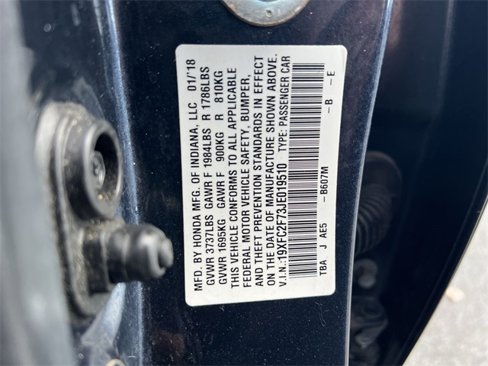 MFD. BY HONDA MFG. OF INDIANA, LLC 01/'18
GVWR 3737LBS GAWR F 1984LBS R 1786LBS
GVWR 1695KG GAWR F 900KG R 810KG
THIS VEHICLE CONFORMS TO ALL APPLICABLE
FEDERAL MOTOR VEHICLE SAFETY, BUMPER,
AND THEFT PREVENTION STANDARDS IN EFFECT
ON THE DATE OF MANUFACTURE SHOWN ABOVE.
V.I.N.: 19XFC2F73JE019510 TYPE: PASSENGER CAR
TBA J AE5 -B607M -B -E